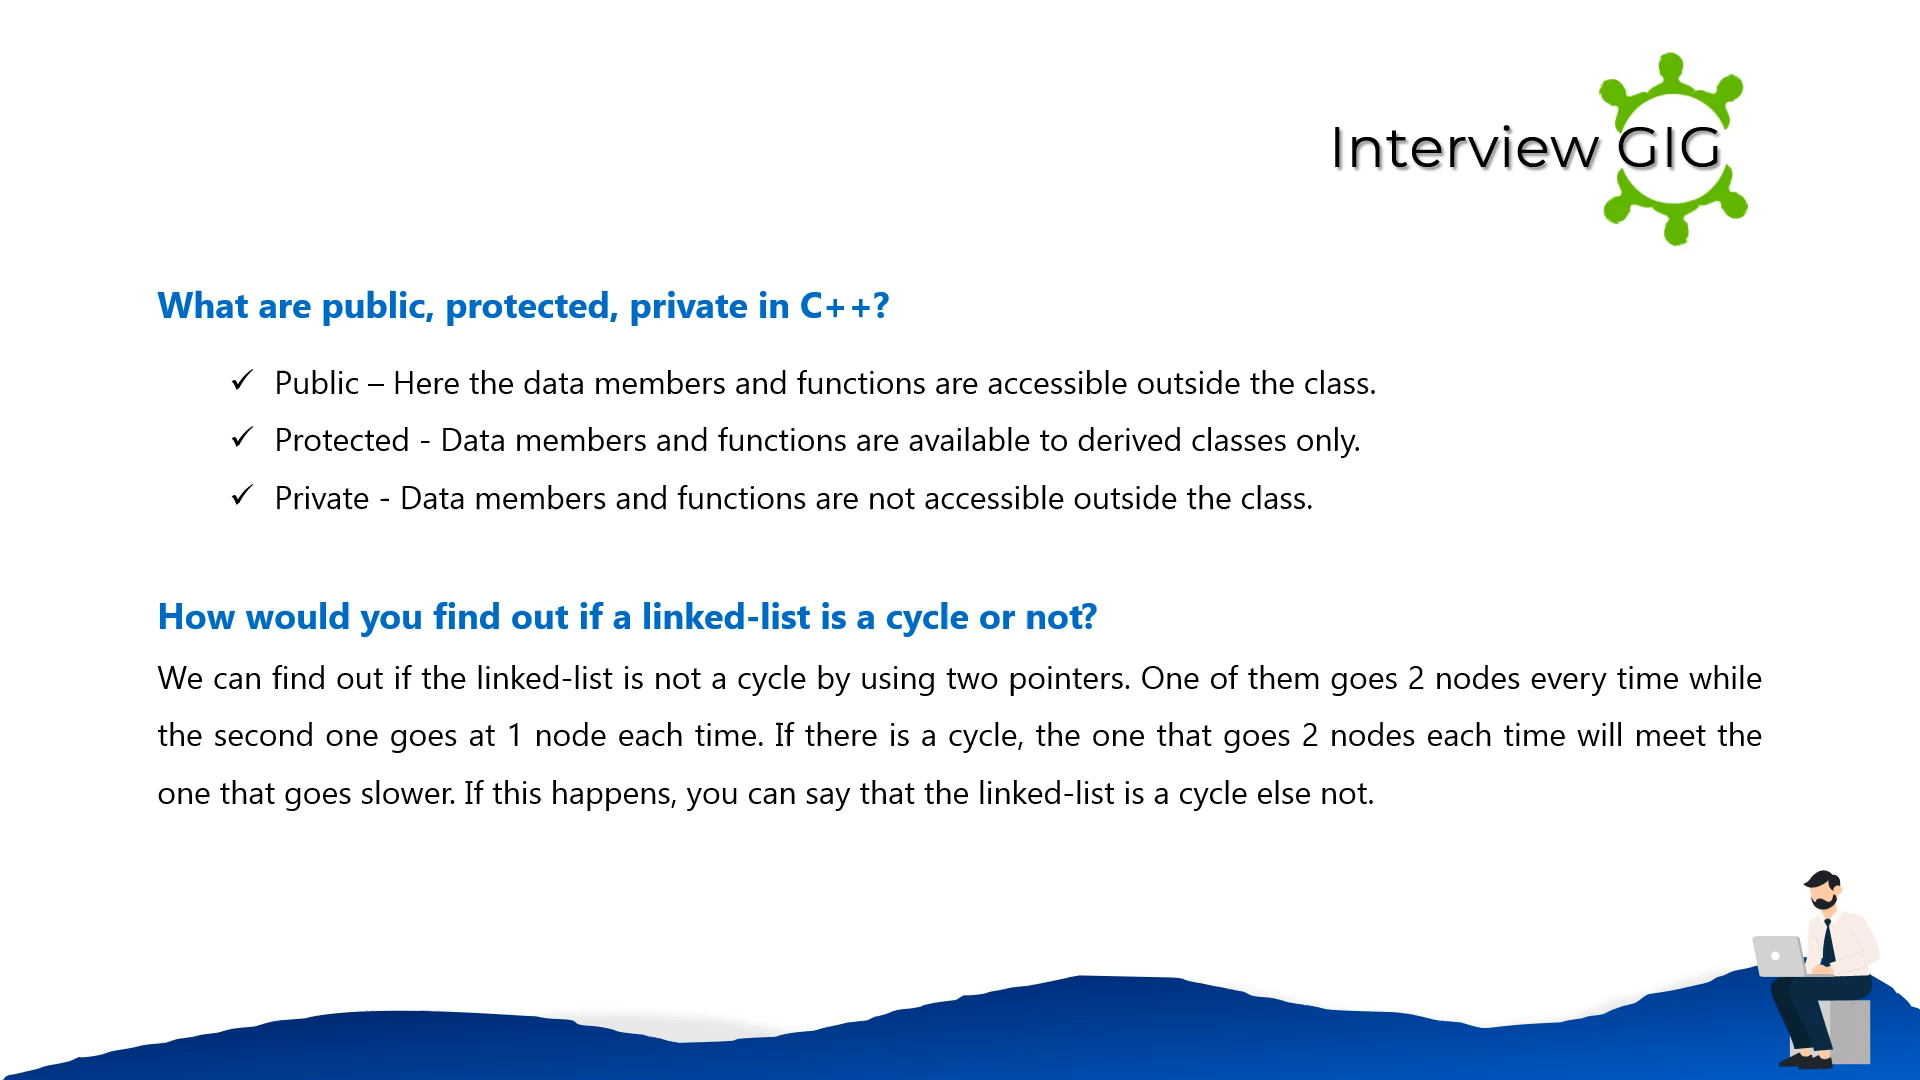 Interview GIG
What are public, protected, private in C++?
✓ Public – Here the data members and functions are accessible outside the class.
✓ Protected - Data members and functions are available to derived classes only.
✓ Private - Data members and functions are not accessible outside the class.
How would you find out if a linked-list is a cycle or not?
We can find out if the linked-list is not a cycle by using two pointers. One of them goes 2 nodes every time while
the second one goes at 1 node each time. If there is a cycle, the one that goes 2 nodes each time will meet the
one that goes slower. If this happens, you can say that the linked-list is a cycle else not.